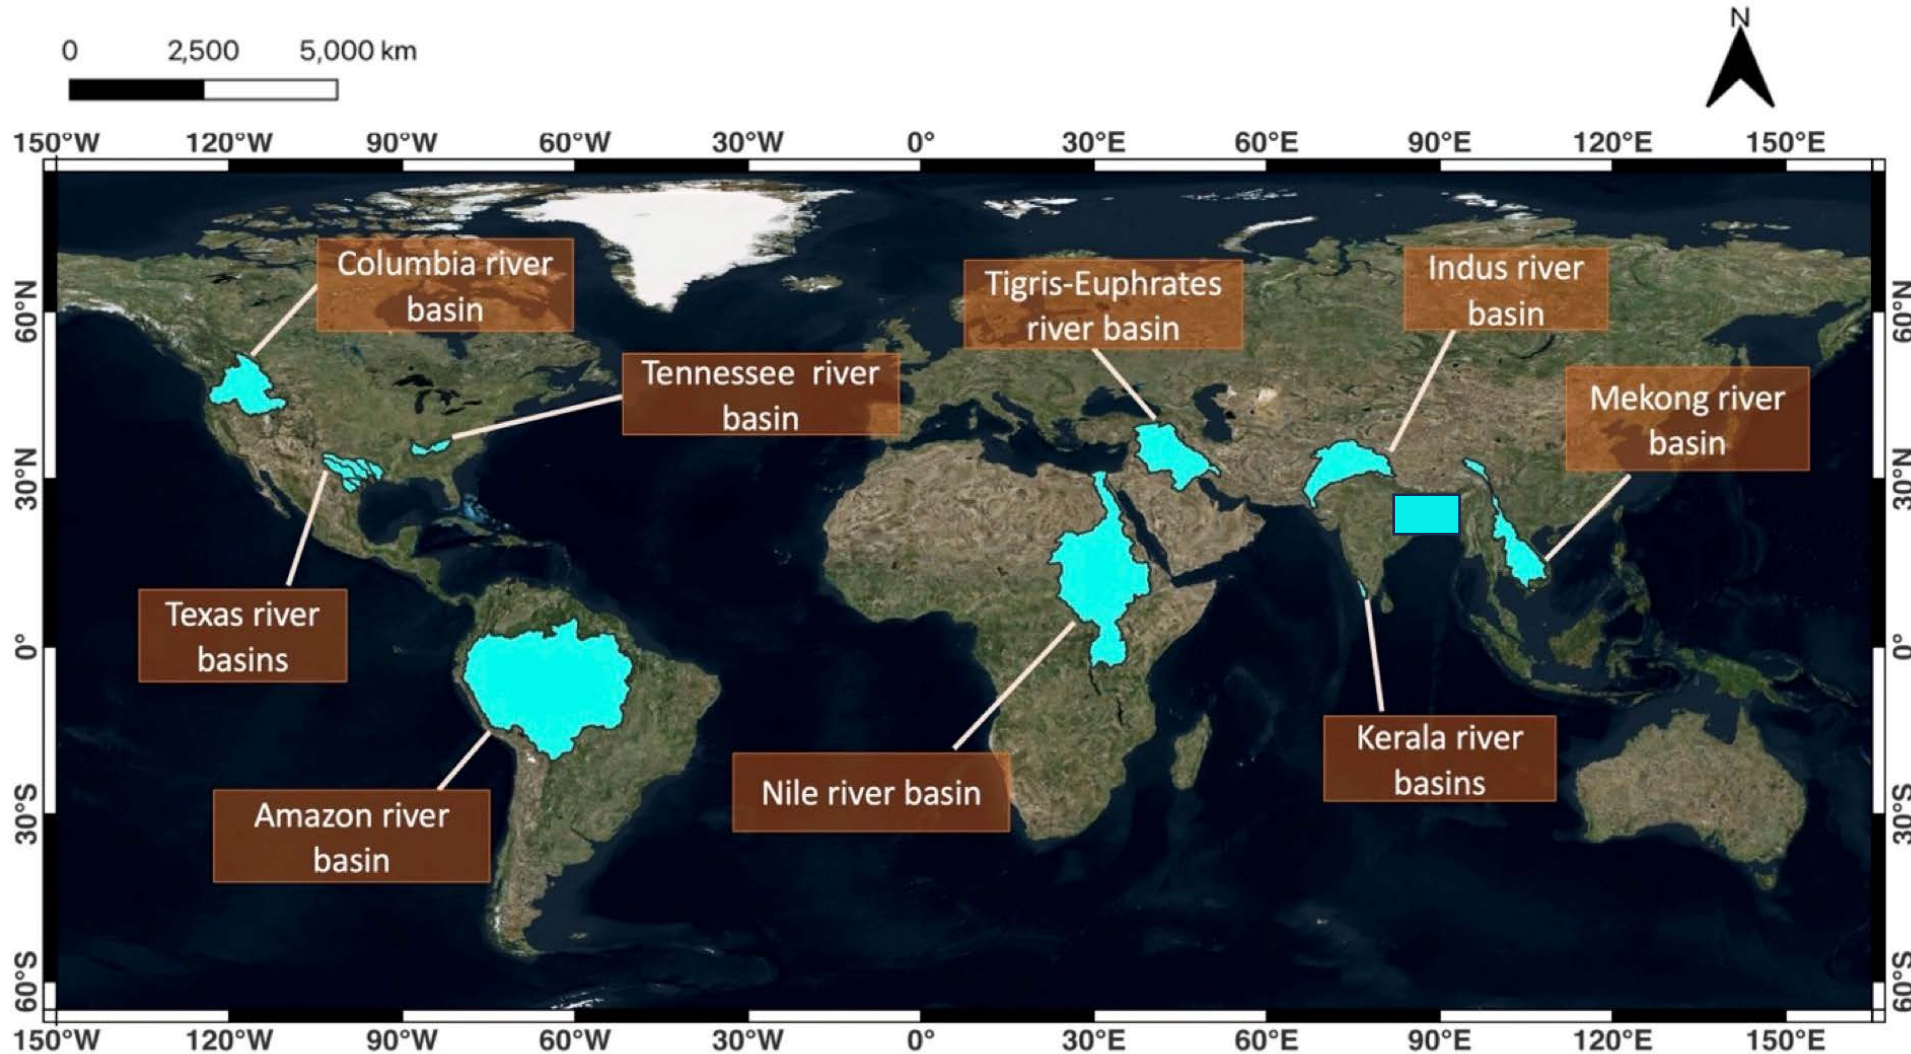 N
0 2,500 5,000 km
150°W 120°W 90°W 60°W 30°W 0° 30°E 60°E 90°E 120°E 150°E
Columbia river
basin
Tigris-Euphrates
river basin
Indus river
basin
60°N
60°N
Tennessee river
basin
Mekong river
basin
30°N
30°N
Texas river
basins
0°
0°
Kerala river
basins
Nile river basin
Amazon river
basin
30°S
30°S
60°S
60°S
150°W 120°W 90°W 60°W 30°W 0° 30°E 60°E 90°E 120°E 150°E